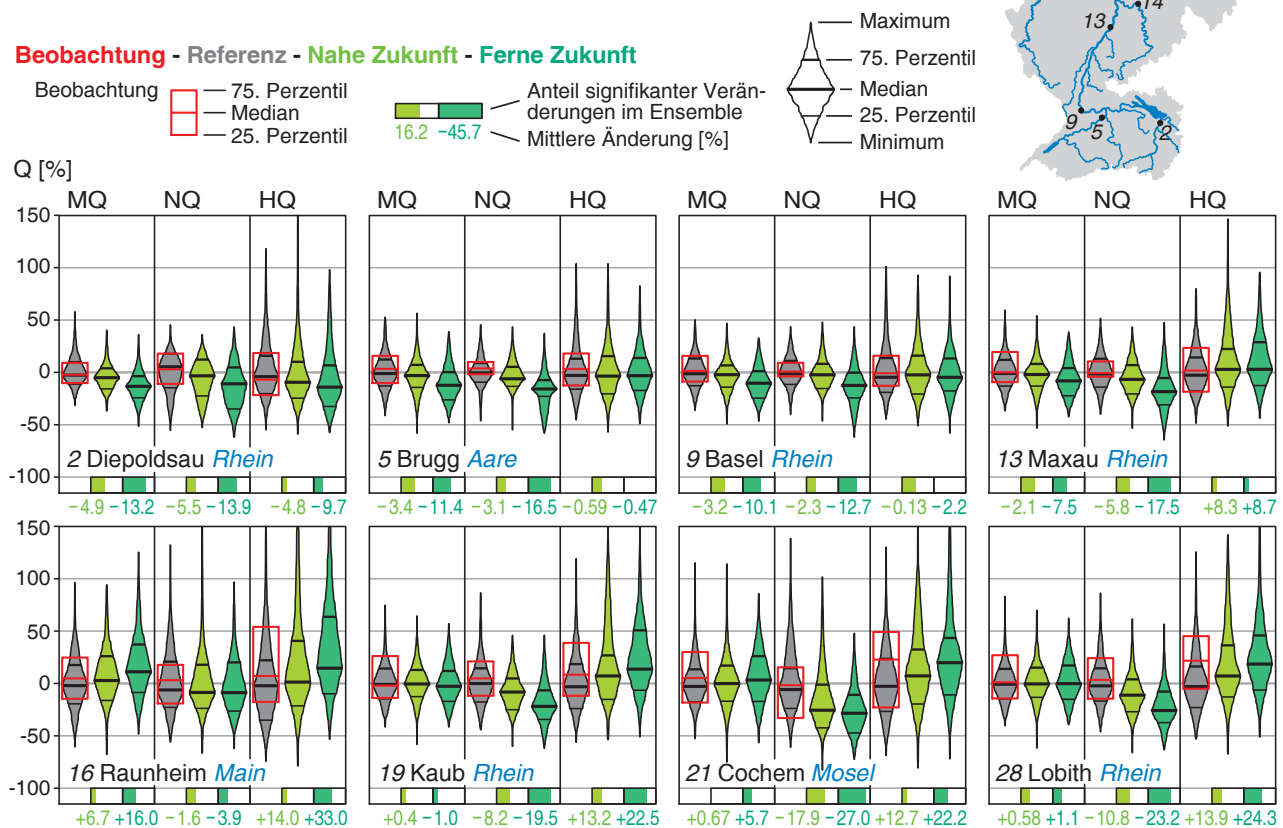 14
13
9
5
2
Beobachtung - Referenz - Nahe Zukunft - Ferne Zukunft
Beobachtung
75. Perzentil
Median
25. Perzentil
16.2 −45.7
Anteil signifikanter Verän-
derungen im Ensemble
Mittlere Änderung [%]
Maximum
75. Perzentil
Median
25. Perzentil
Minimum
Q [%]
MQ NQ HQ MQ NQ HQ MQ NQ HQ MQ NQ HQ
150
100
50
0
-50
-100
2 Diepoldsau Rhein
5 Brugg Aare
9 Basel Rhein
13 Maxau Rhein
−4.9 −13.2 −5.5 −13.9 −4.8 −9.7
−3.4 −11.4 −3.1 −16.5 −0.59 −0.47
−3.2 −10.1 −2.3 −12.7 −0.13 −2.2
−2.1 −7.5 −5.8 −17.5 +8.3 +8.7
150
100
50
0
-50
-100
16 Raunheim Main
19 Kaub Rhein
21 Cochem Mosel
28 Lobith Rhein
+6.7 +16.0 −1.6 −3.9 +14.0 +33.0
+0.4 −1.0 −8.2 −19.5 +13.2 +22.5
+0.67 +5.7 −17.9 −27.0 +12.7 +22.2
+0.58 +1.1 −10.8 −23.2 +13.9 +24.3